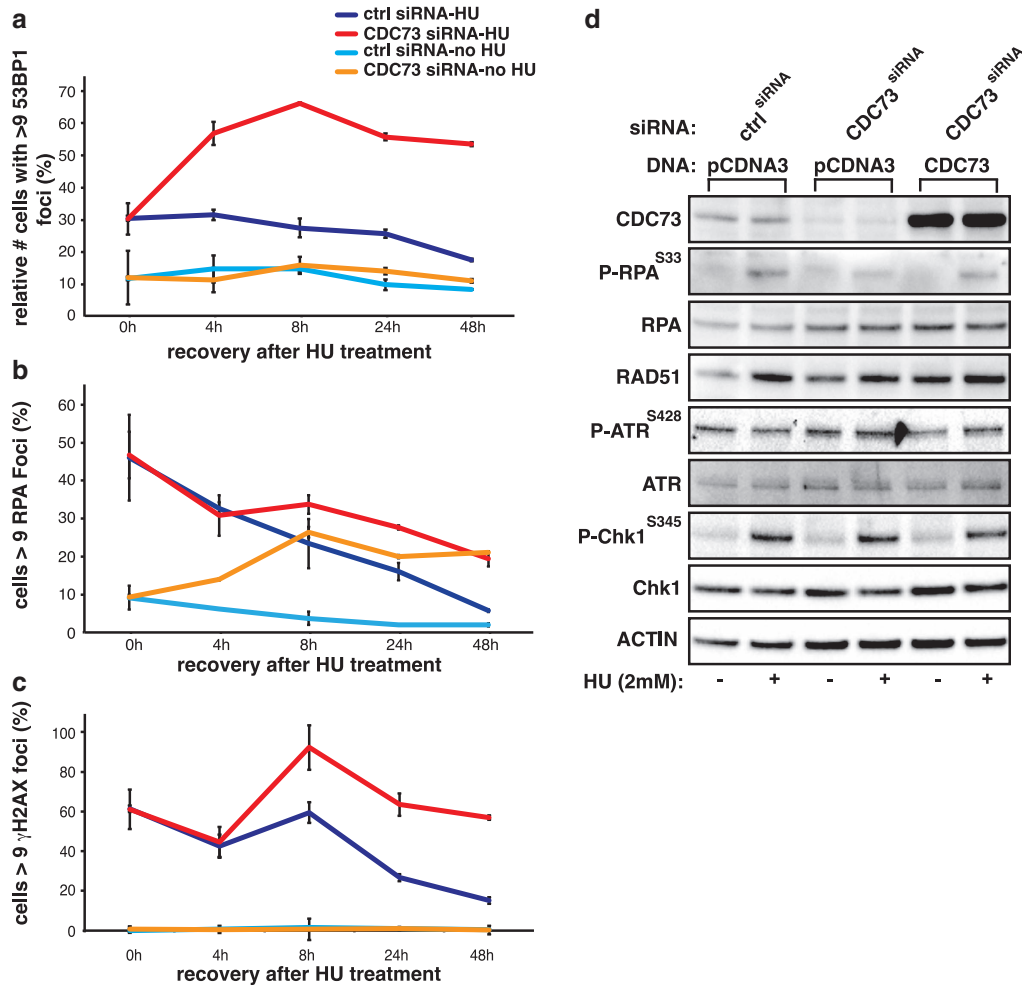 a
ctrl siRNA-HU
CDC73 siRNA-HU
ctrl siRNA-no HU
CDC73 siRNA-no HU
relative # cells with >9 53BP1
foci (%)
70
60
50
40
30
20
10
0
0h 4h 8h 24h 48h
recovery after HU treatment
b
cells > 9 RPA Foci (%)
60
50
40
30
20
10
0
0h 4h 8h 24h 48h
recovery after HU treatment
c
cells > 9 γH2AX foci (%)
100
80
60
40
20
0
0h 4h 8h 24h 48h
recovery after HU treatment
d
siRNA: ctrl siRNA CDC73 siRNA CDC73 siRNA
DNA: pCDNA3 pCDNA3 CDC73
CDC73
P-RPA S33
RPA
RAD51
P-ATR S428
ATR
P-Chk1 S345
Chk1
ACTIN
HU (2mM): - + - + - +